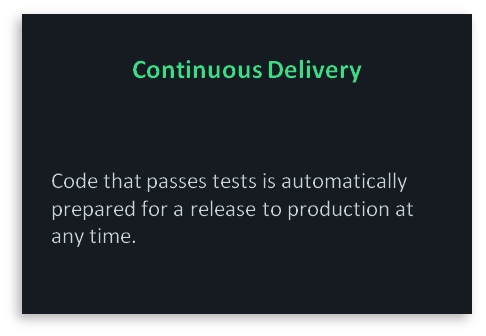 Continuous Delivery
Code that passes tests is automatically
prepared for a release to production at
any time.